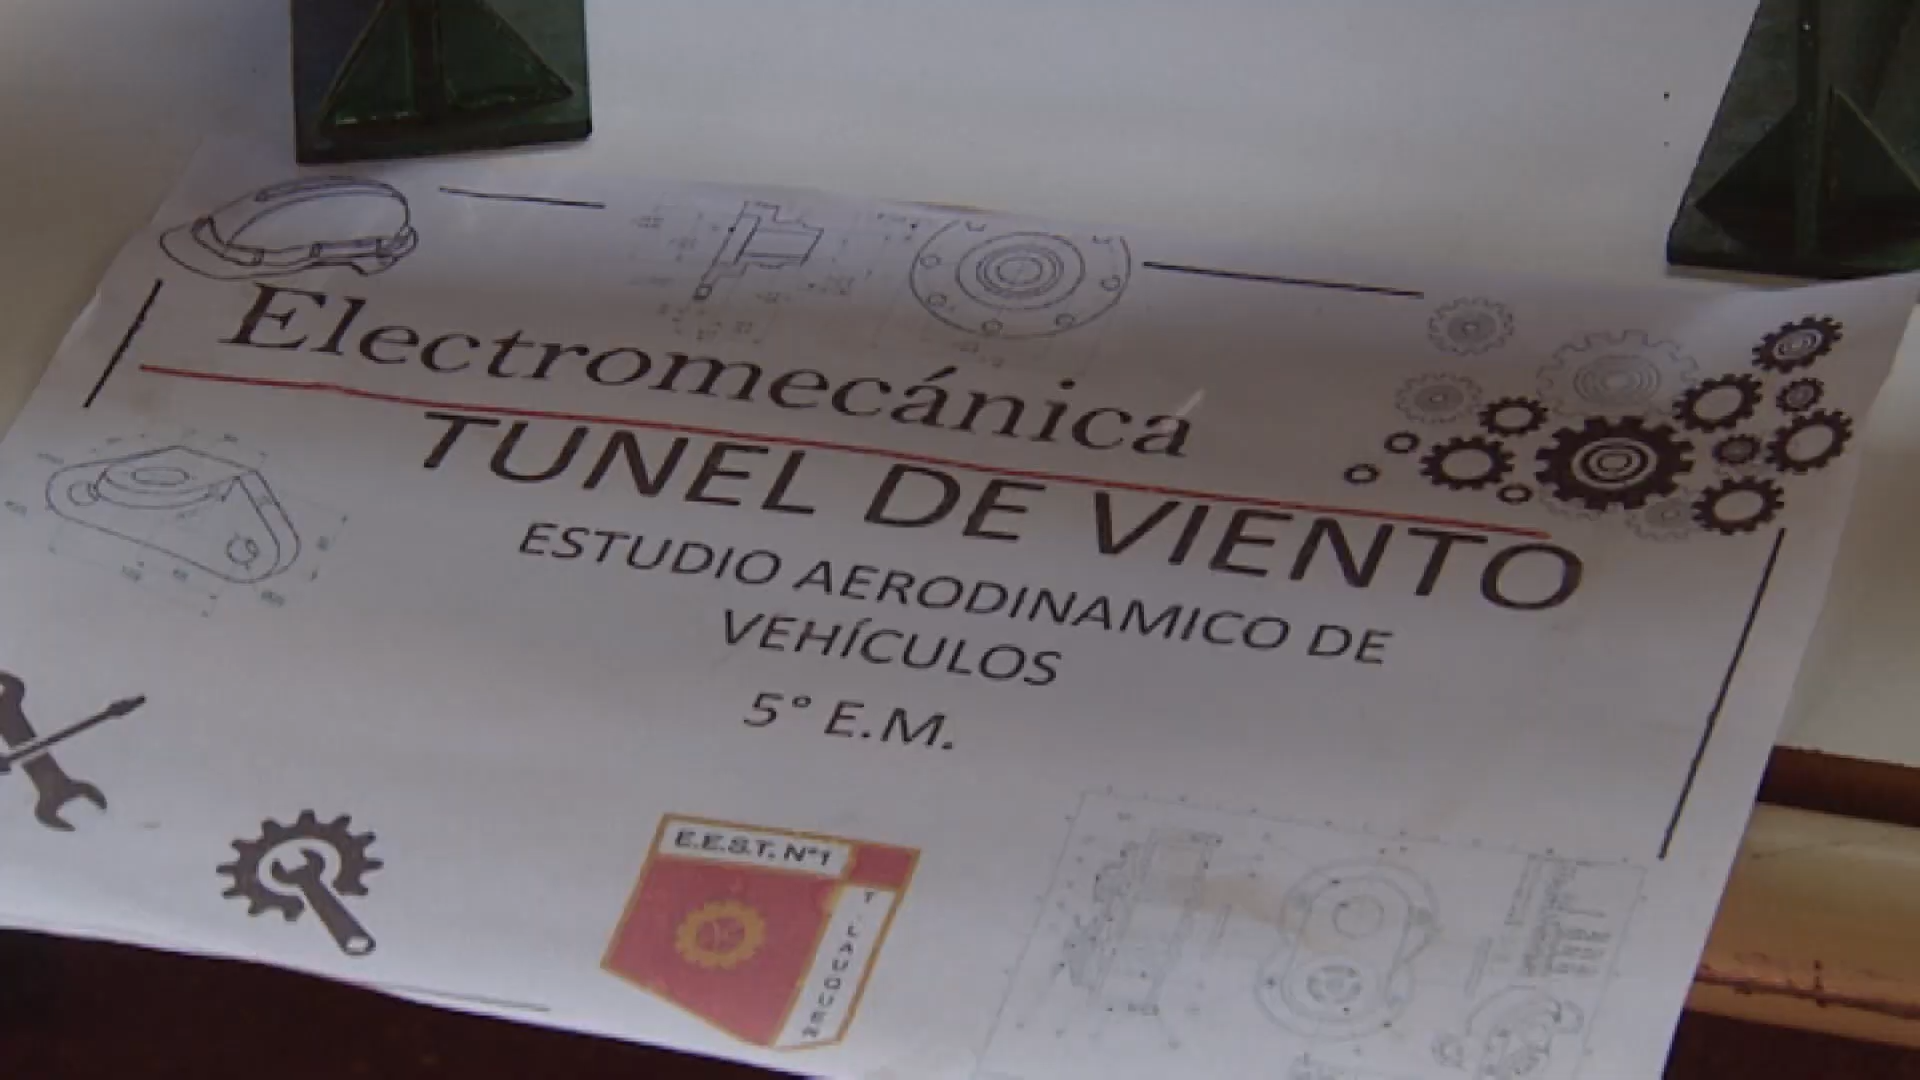 Electromecánica
TUNEL DE VIENTO
ESTUDIO AERODINAMICO DE
VEHÍCULOS
5° E.M.
E.E.S.T. N°1
T. LAUQUEN